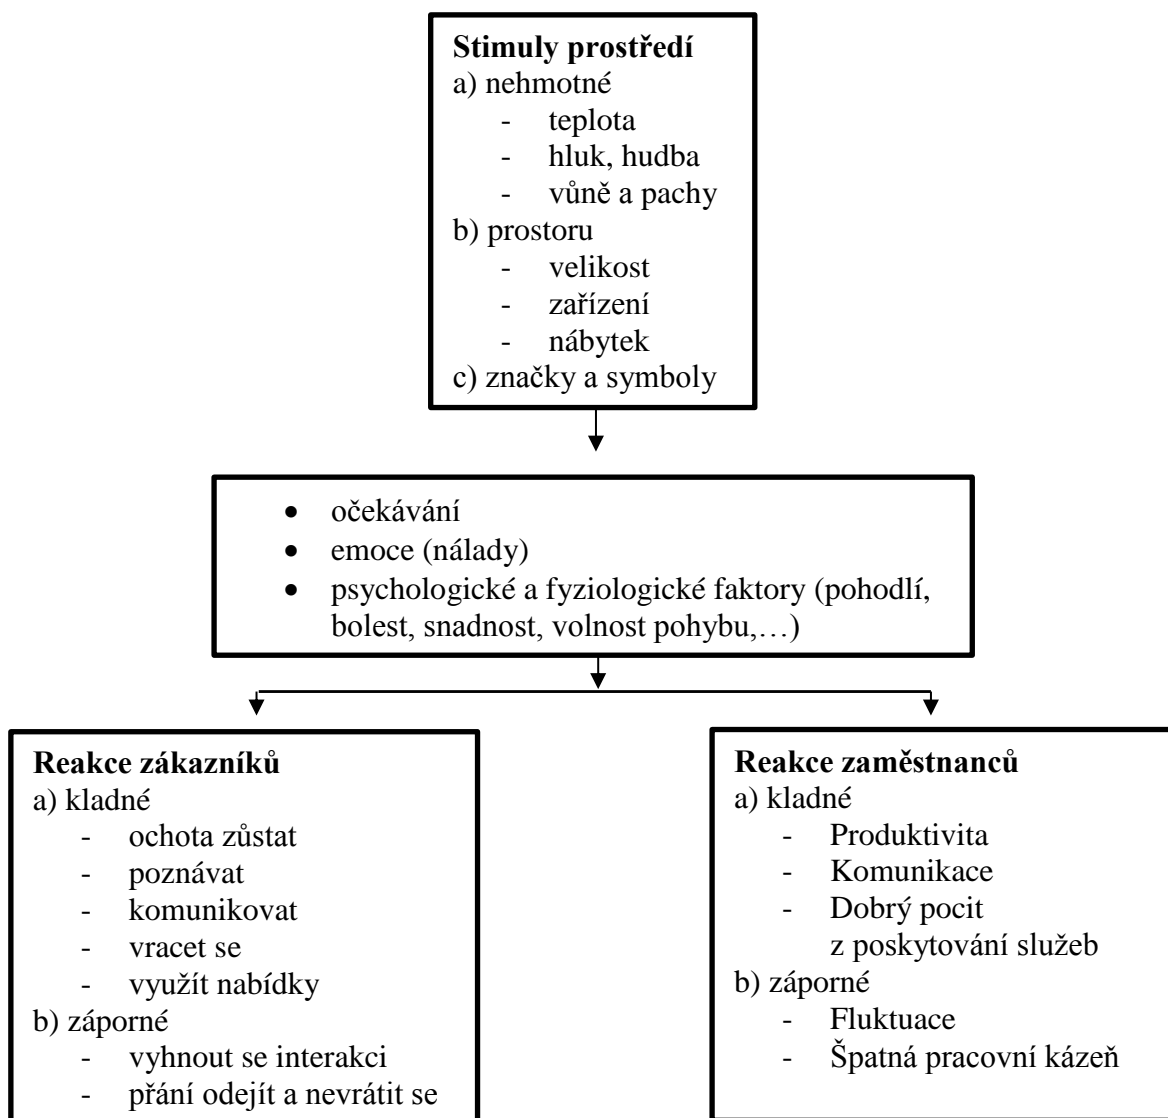 Stimuly prostředí
a) nehmotné
- teplota
- hluk, hudba
- vůně a pachy
b) prostoru
- velikost
- zařízení
- nábytek
c) značky a symboly
• očekávání
• emoce (nálady)
• psychologické a fyziologické faktory (pohodlí,
bolest, snadnost, volnost pohybu,…)
Reakce zákazníků
a) kladné
- ochota zůstat
- poznávat
- komunikovat
- vracet se
- využít nabídky
b) záporné
- vyhnout se interakci
- přání odejít a nevrátit se
Reakce zaměstnanců
a) kladné
- Produktivita
- Komunikace
- Dobrý pocit
z poskytování služeb
b) záporné
- Fluktuace
- Špatná pracovní kázeň